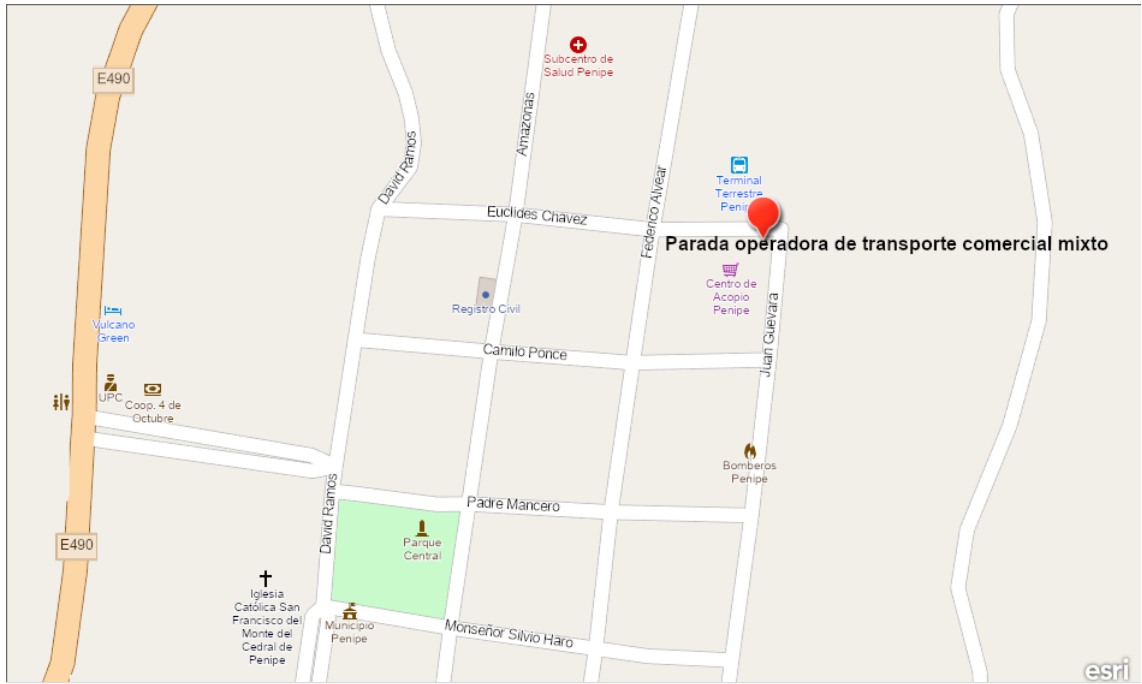 E490
Subcentro de
Salud Penipe
Amazonas
David Ramos
Federico Alvear
Terminal
Terrestre
Euclides Chavez
Parada operadora de transporte comercial mixto
Centro de
Acopio
Penipe
Registro Civil
Juan Guevara
Vulcano
Green
Camilo Ponce
UPC
Coop. 4 de
Octubre
Bomberos
Penipe
David Ramos
Padre Mancero
Parque
Central
E490
Iglesia
Católica San
Francisco del
Monte del
Cedral de
Penipe
Municipio
Penipe
Monseñor Silvio Haro
esri